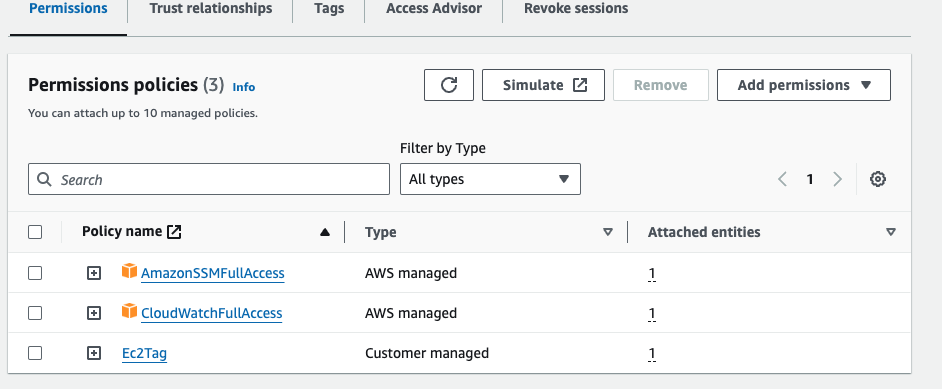 Permissions Trust relationships Tags Access Advisor Revoke sessions
Permissions policies (3) Info
Simulate Remove Add permissions
You can attach up to 10 managed policies.
Filter by Type
Search All types 1
Policy name Type Attached entities
AmazonSSMFullAccess AWS managed 1
CloudWatchFullAccess AWS managed 1
Ec2Tag Customer managed 1